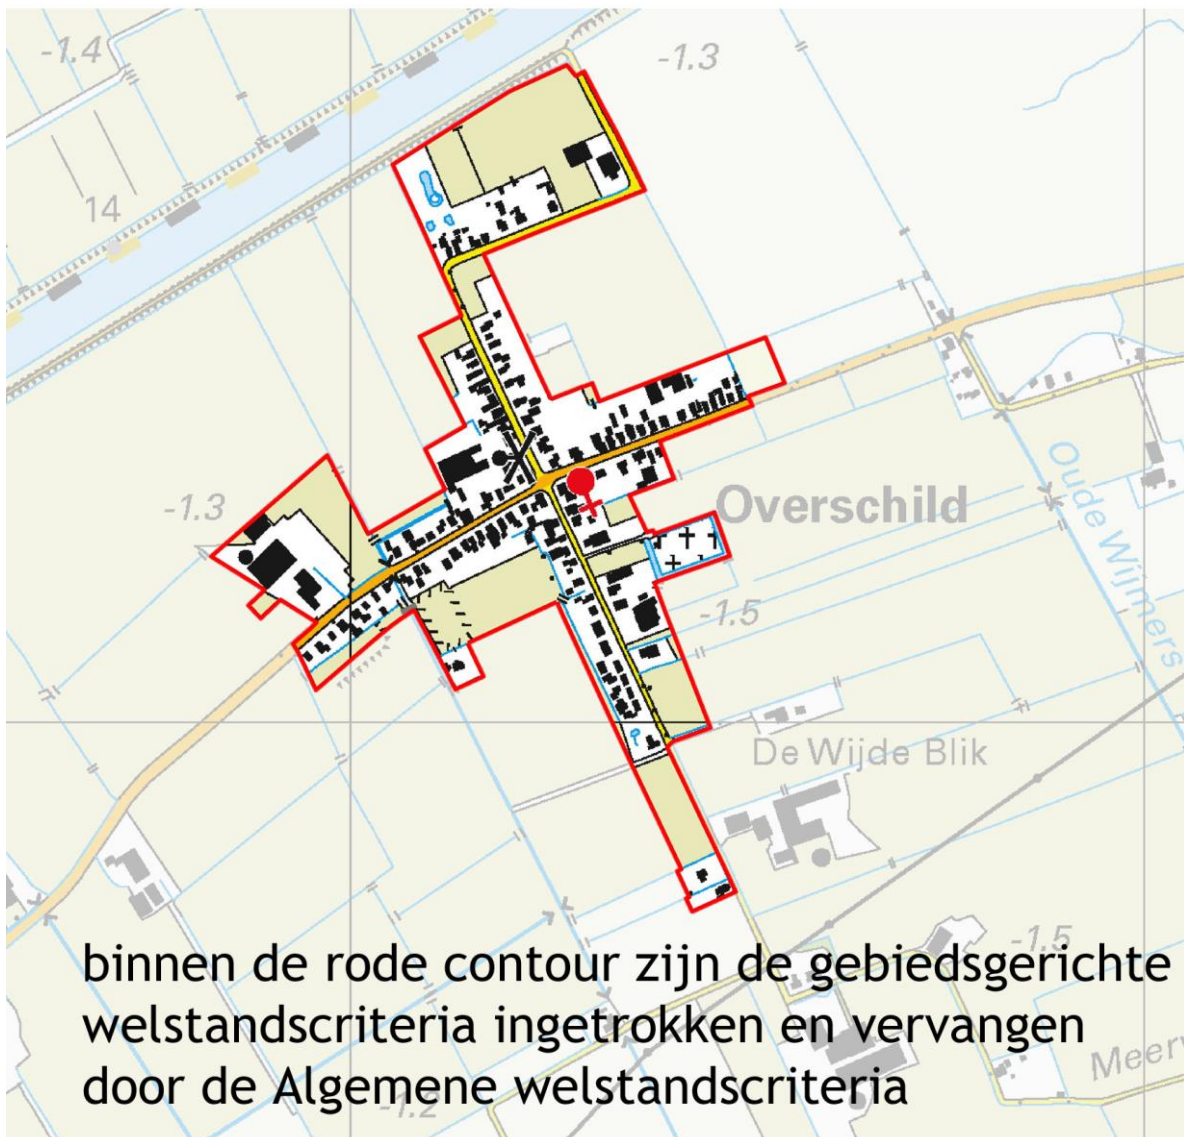 -1.4
-1.3
14
-1.3
Overschild
Oude Wijmers
-1.5
De Wijde Blik
-1.5
binnen de rode contour zijn de gebiedsgerichte
welstandscriteria ingetrokken en vervangen
door de Algemene welstandscriteria
-1.2